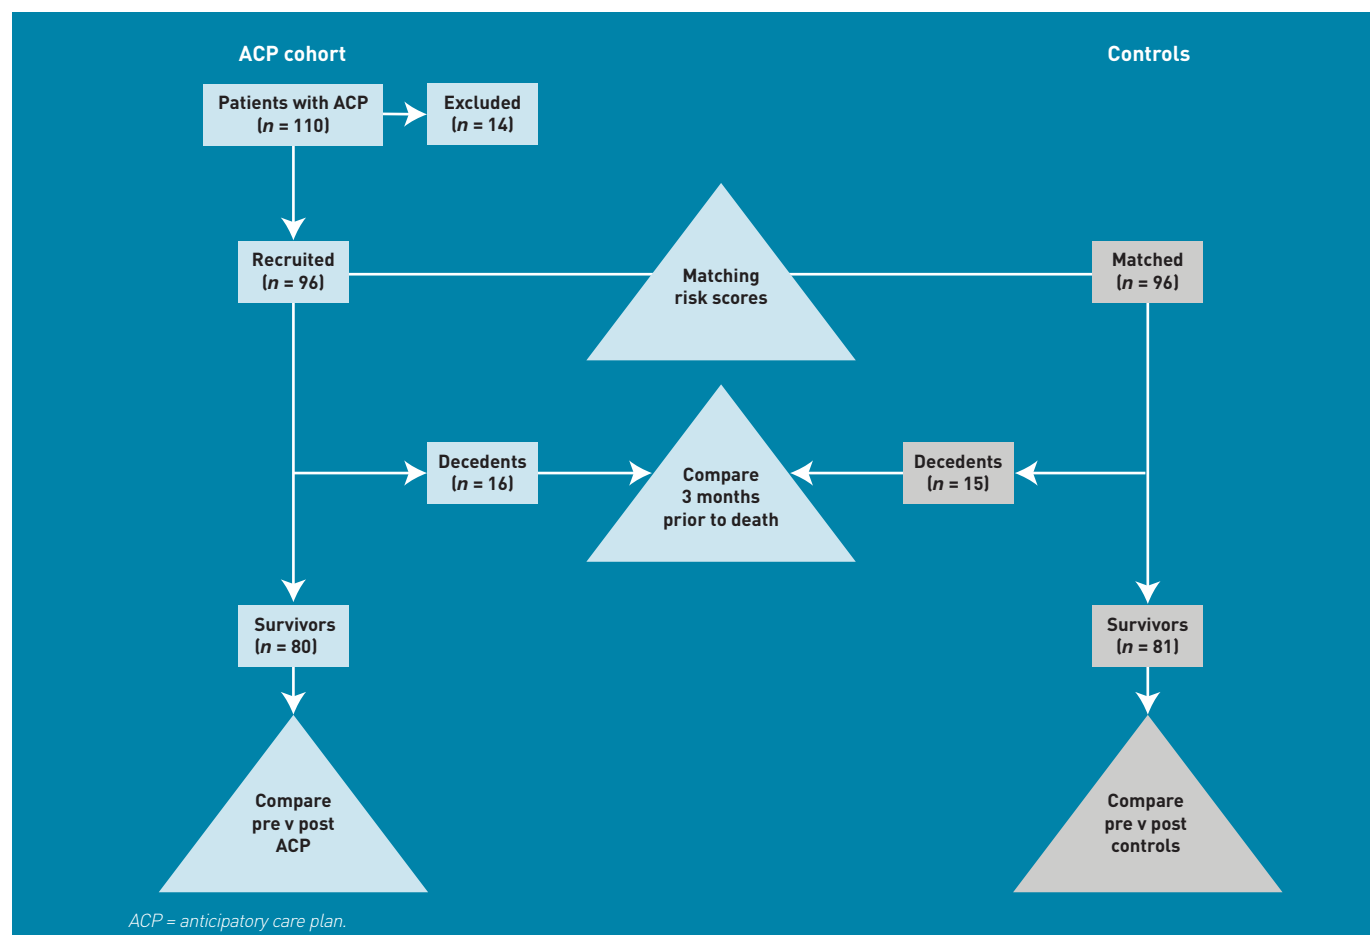 ACP cohort
Controls
Patients with ACP
(n = 110)
Excluded
(n = 14)
Recruited
(n = 96)
Matching
risk scores
Matched
(n = 96)
Decedents
(n = 16)
Compare
3 months
prior to death
Decedents
(n = 15)
Survivors
(n = 80)
Survivors
(n = 81)
Compare
pre v post
ACP
Compare
pre v post
controls
ACP = anticipatory care plan.